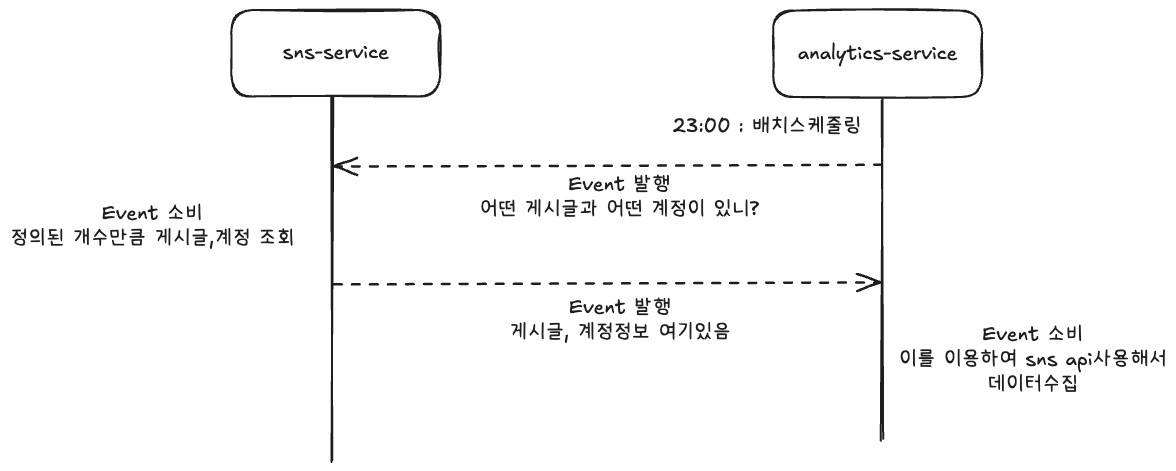 sns-service
analytics-service
23:00 : 배치스케줄링
Event 발행
어떤 게시글과 어떤 계정이 있니?
Event 소비
정의된 개수만큼 게시글,계정 조회
Event 발행
게시글, 계정정보 여기있음
Event 소비
이를 이용하여 sns api사용해서
데이터수집